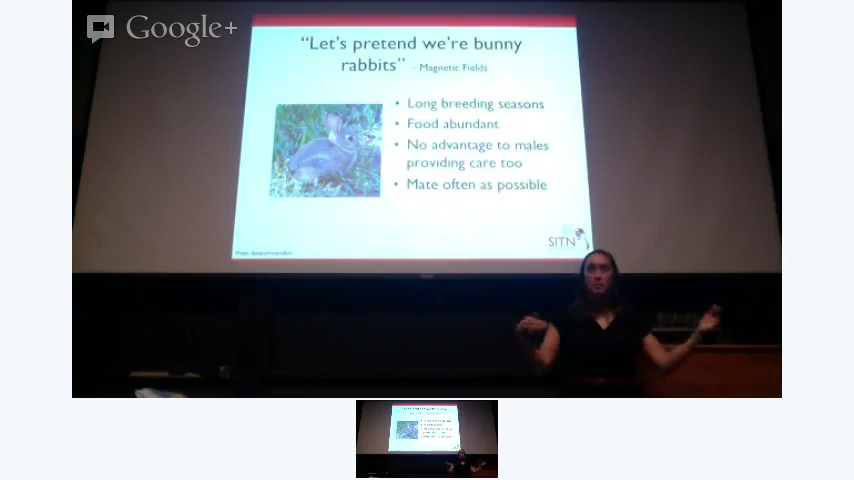 Google+
"Let's pretend we're bunny
rabbits" – Magnetic Fields
• Long breeding seasons
• Food abundant
• No advantage to males
providing care too
• Mate often as possible
SITN